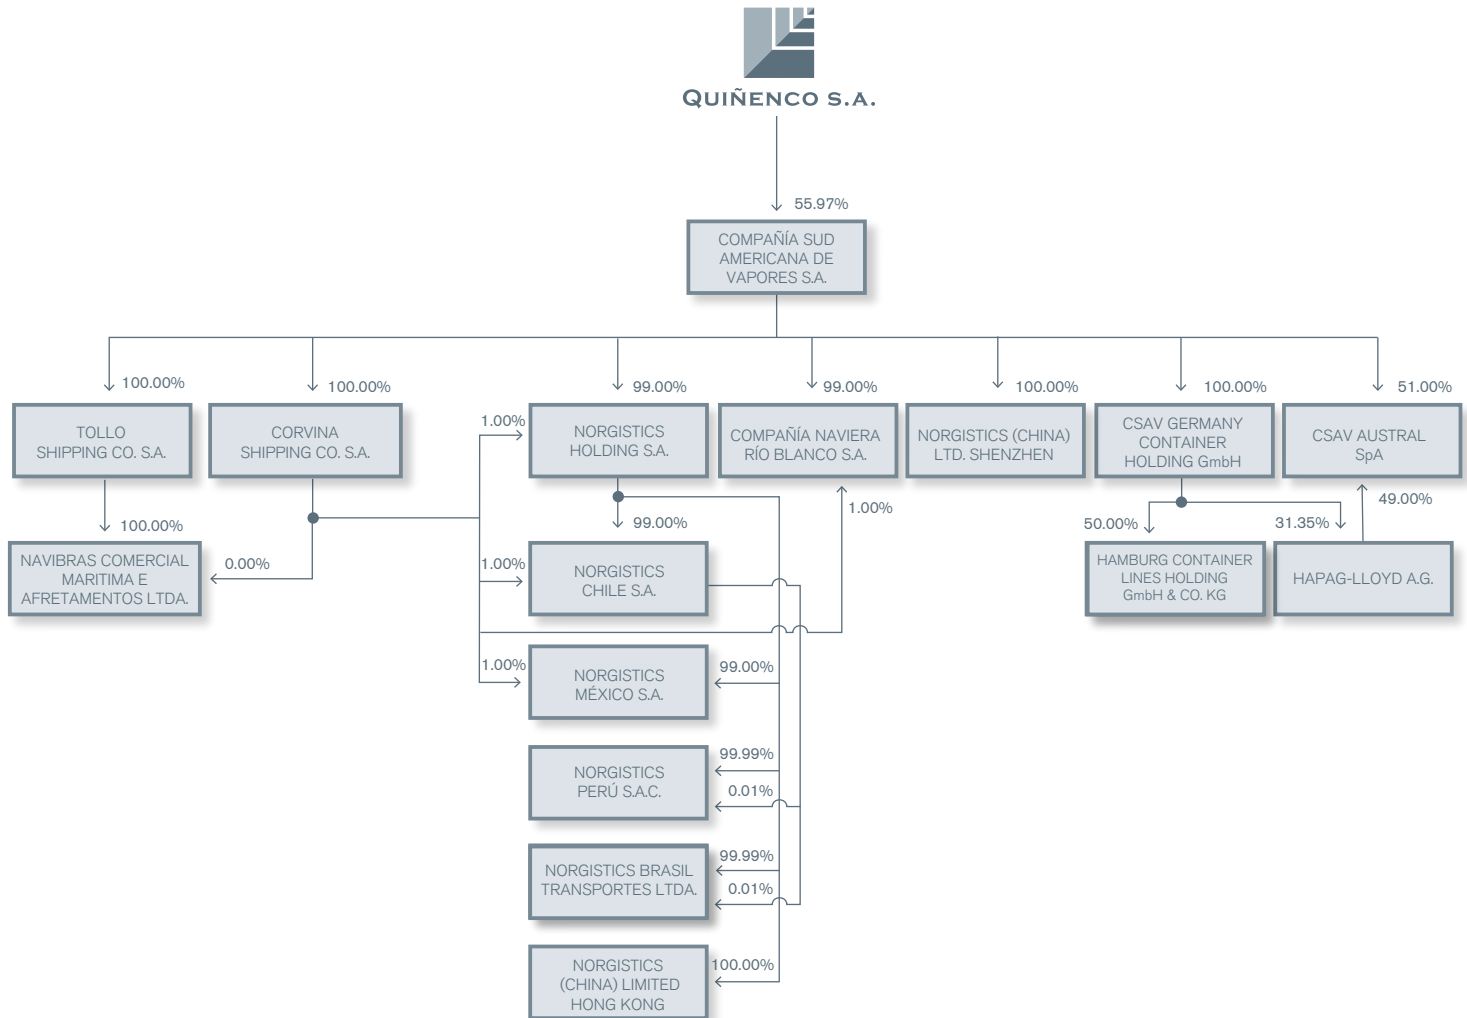 QUIÑENCO S.A.
55.97%
COMPAÑÍA SUD
AMERICANA DE
VAPORES S.A.
100.00%
100.00%
99.00%
99.00%
100.00%
100.00%
51.00%
TOLLO
SHIPPING CO. S.A.
CORVINA
SHIPPING CO. S.A.
1.00%
NORGISTICS
HOLDING S.A.
COMPAÑÍA NAVIERA
RÍO BLANCO S.A.
NORGISTICS (CHINA)
LTD. SHENZHEN
CSAV GERMANY
CONTAINER
HOLDING GmbH
CSAV AUSTRAL
SpA
100.00%
99.00%
1.00%
50.00%
31.35%
49.00%
NAVIBRAS COMERCIAL
MARITIMA E
AFRETAMENTOS LTDA.
0.00%
1.00%
NORGISTICS
CHILE S.A.
HAMBURG CONTAINER
LINES HOLDING
GmbH & CO. KG
HAPAG-LLOYD A.G.
1.00%
NORGISTICS
MÉXICO S.A.
99.00%
NORGISTICS
PERÚ S.A.C.
99.99%
0.01%
NORGISTICS BRASIL
TRANSPORTES LTDA.
99.99%
0.01%
NORGISTICS
(CHINA) LIMITED
HONG KONG
100.00%